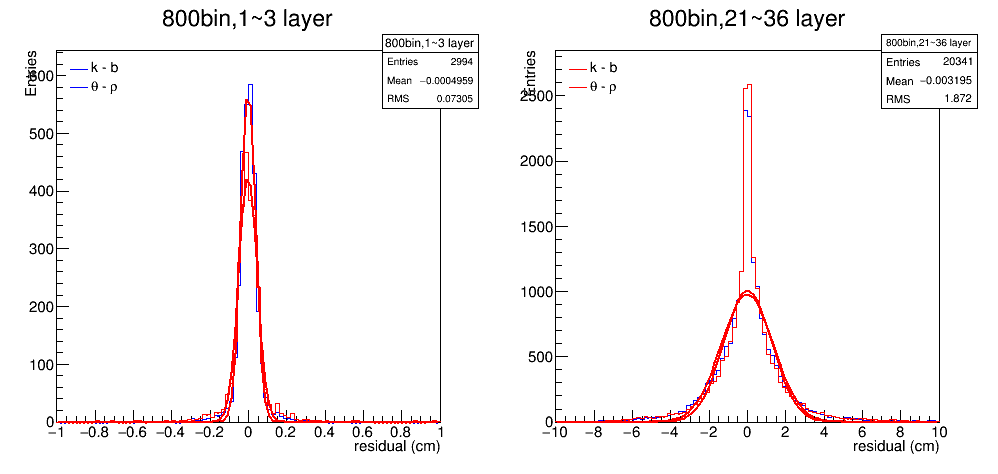 800bin,1~3 layer
Entries
800bin,1~3 layer
Entries 2994
Mean −0.0004959
RMS 0.07305
k - b
θ - ρ
600
500
400
300
200
100
0
−1 −0.8 −0.6 −0.4 −0.2 0 0.2 0.4 0.6 0.8 1
residual (cm)
800bin,21~36 layer
Entries
800bin,21~36 layer
Entries 20341
Mean −0.003195
RMS 1.872
k - b
θ - ρ
2500
2000
1500
1000
500
0
−10 −8 −6 −4 −2 0 2 4 6 8 10
residual (cm)